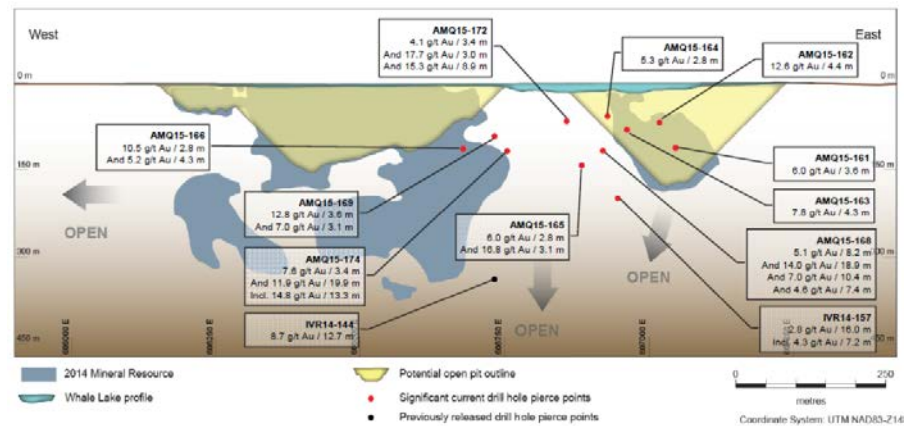 West
East
0 m
0 m
AMQ15-172
4.1 g/t Au / 3.4 m
And 17.7 g/t Au / 3.0 m
And 15.3 g/t Au / 8.9 m
AMQ15-164
5.3 g/t Au / 2.8 m
AMQ15-162
12.6 g/t Au / 4.4 m
AMQ15-166
10.5 g/t Au / 2.8 m
And 5.2 g/t Au / 4.3 m
150 m
AMQ15-161
6.0 g/t Au / 3.6 m
OPEN
AMQ15-169
12.8 g/t Au / 3.6 m
And 7.0 g/t Au / 3.1 m
AMQ15-165
6.0 g/t Au / 2.8 m
And 16.8 g/t Au / 3.1 m
AMQ15-163
7.8 g/t Au / 4.3 m
AMQ15-174
7.6 g/t Au / 3.4 m
And 11.9 g/t Au / 19.9 m
Incl. 14.8 g/t Au / 13.3 m
OPEN
AMQ15-168
5.1 g/t Au / 8.2 m
And 14.0 g/t Au / 18.9 m
And 7.0 g/t Au / 10.4 m
And 4.6 g/t Au / 7.4 m
300 m
IVR14-144
8.7 g/t Au / 12.7 m
OPEN
IVR14-157
2.8 g/t Au / 16.0 m
Incl. 4.3 g/t Au / 7.2 m
450 m
2014 Mineral Resource
Whale Lake profile
Potential open pit outline
Significant current drill hole pierce points
Previously released drill hole pierce points
0
250
metres
Coordinate System: UTM NAD83-Z14